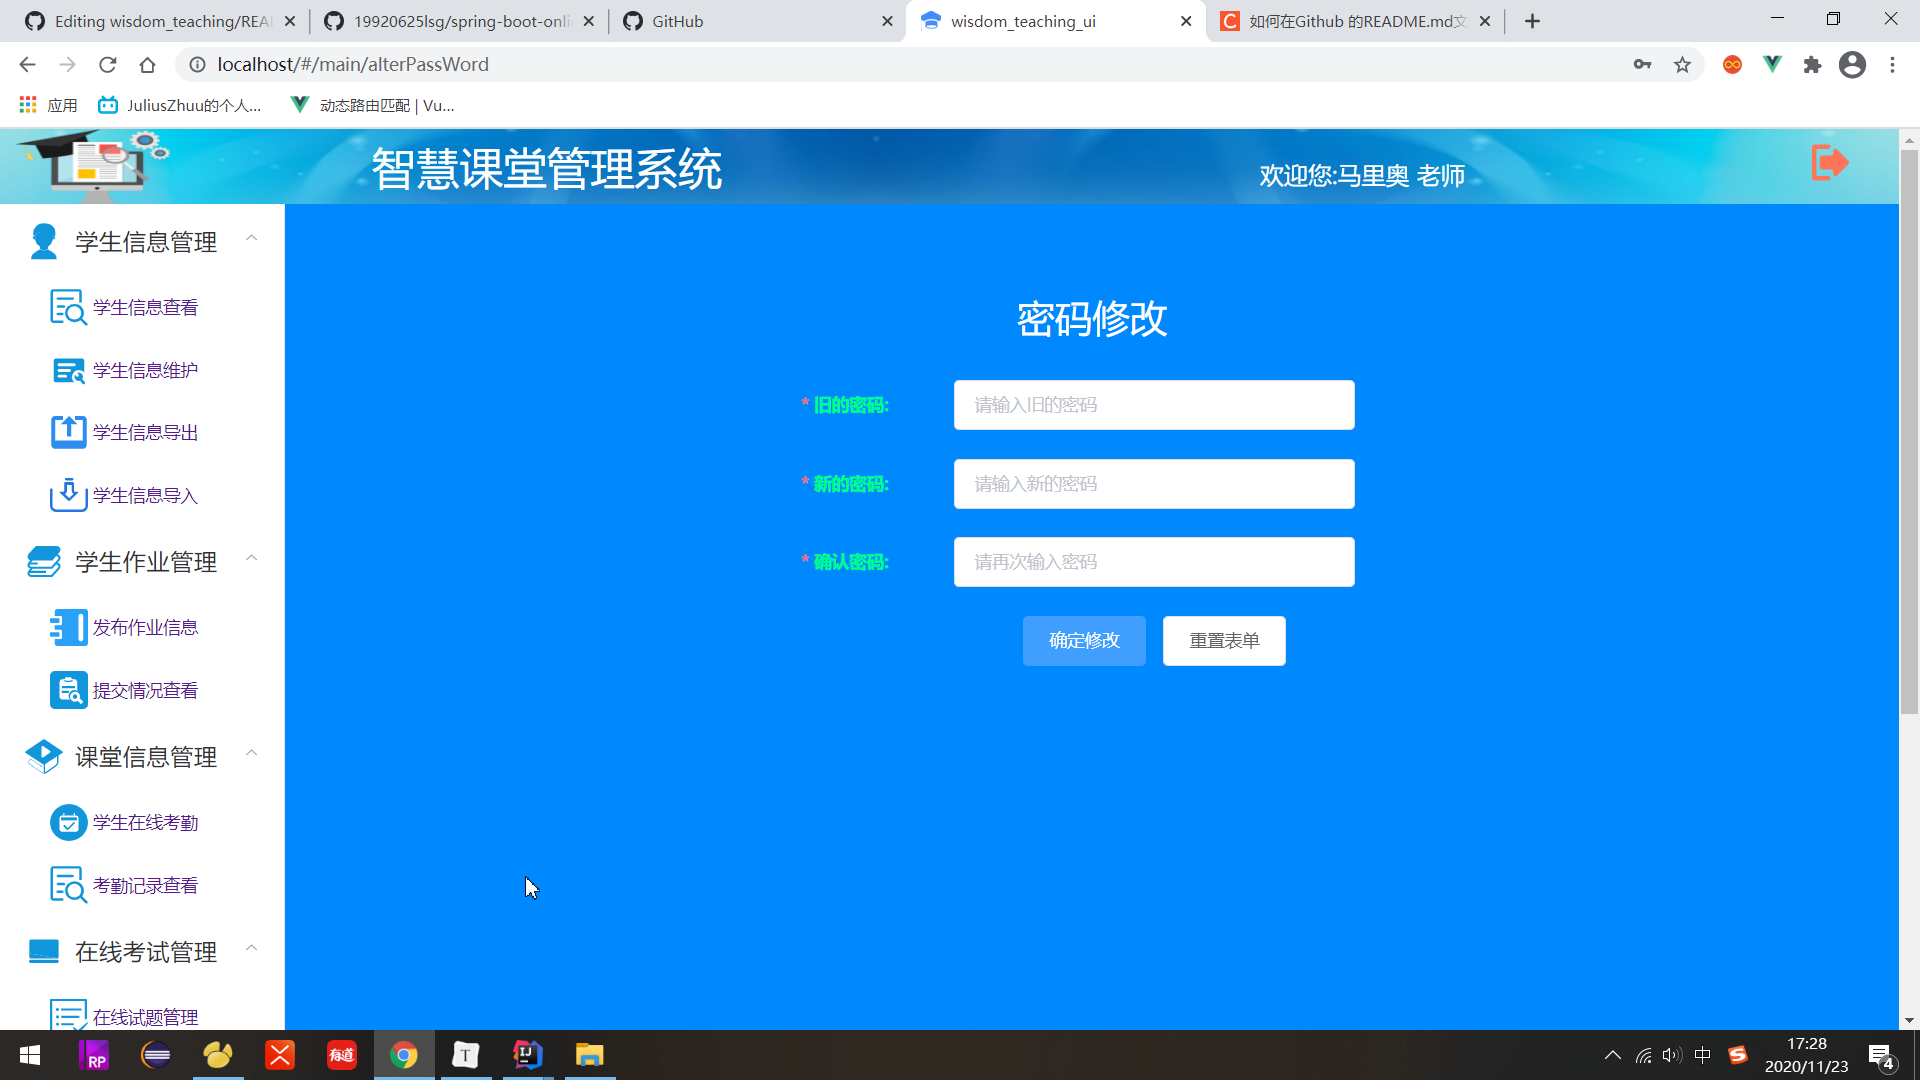 Editing wisdom_teaching/REA
19920625lsg/spring-boot-onli
GitHub
wisdom_teaching_ui
如何在Github 的README.md文
localhost/#/main/alterPassWord
应用
JuliusZhuu的个人...
动态路由匹配 | Vu...
智慧课堂管理系统
欢迎您:马里奥 老师
学生信息管理
学生信息查看
学生信息维护
学生信息导出
学生信息导入
学生作业管理
发布作业信息
提交情况查看
课堂信息管理
学生在线考勤
考勤记录查看
在线考试管理
在线试题管理
密码修改
* 旧的密码:
请输入旧的密码
* 新的密码:
请输入新的密码
* 确认密码:
请再次输入密码
确定修改
重置表单
RP
有道
T
IJ
中
17:28
2020/11/23
4